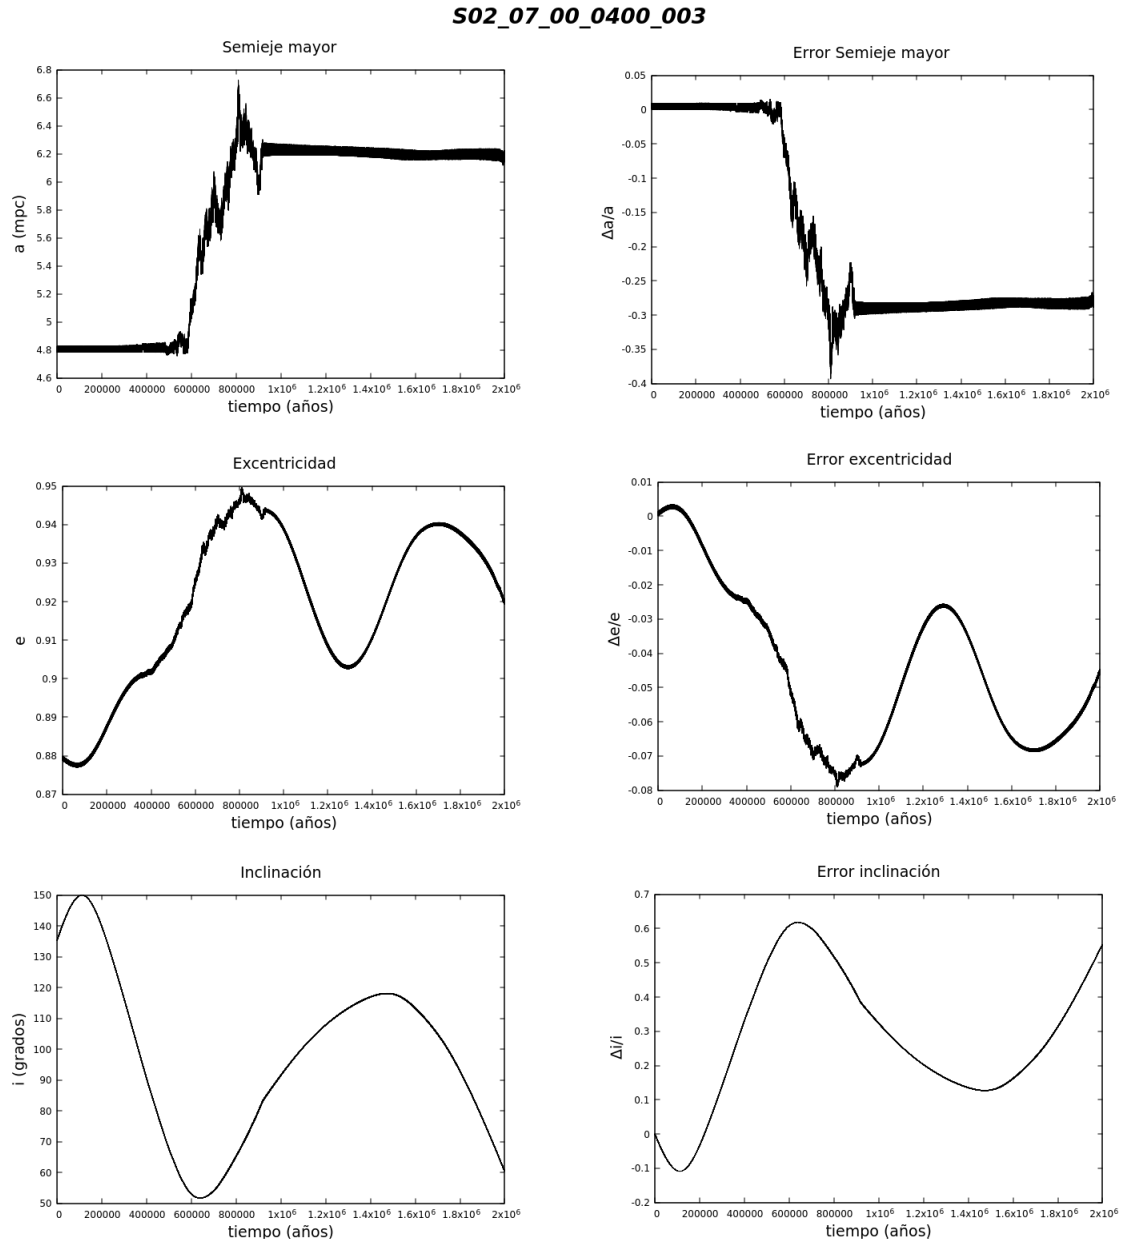 S02_07_00_0400_003
Semieje mayor
6.8
6.6
6.4
6.2
6
5.8
5.6
5.4
5.2
5
4.8
4.6
a (mpc)
0 200000 400000 600000 800000 1x10⁶ 1.2x10⁶ 1.4x10⁶ 1.6x10⁶ 1.8x10⁶ 2x10⁶
tiempo (años)
Error Semieje mayor
0.05
0
-0.05
-0.1
-0.15
-0.2
-0.25
-0.3
-0.35
-0.4
Δa/a
0 200000 400000 600000 800000 1x10⁶ 1.2x10⁶ 1.4x10⁶ 1.6x10⁶ 1.8x10⁶ 2x10⁶
tiempo (años)
Excentricidad
0.95
0.94
0.93
0.92
0.91
0.9
0.89
0.88
0.87
e
0 200000 400000 600000 800000 1x10⁶ 1.2x10⁶ 1.4x10⁶ 1.6x10⁶ 1.8x10⁶ 2x10⁶
tiempo (años)
Error excentricidad
0.01
0
-0.01
-0.02
-0.03
-0.04
-0.05
-0.06
-0.07
-0.08
Δe/e
0 200000 400000 600000 800000 1x10⁶ 1.2x10⁶ 1.4x10⁶ 1.6x10⁶ 1.8x10⁶ 2x10⁶
tiempo (años)
Inclinación
150
140
130
120
110
100
90
80
70
60
50
i (grados)
0 200000 400000 600000 800000 1x10⁶ 1.2x10⁶ 1.4x10⁶ 1.6x10⁶ 1.8x10⁶ 2x10⁶
tiempo (años)
Error inclinación
0.7
0.6
0.5
0.4
0.3
0.2
0.1
0
-0.1
-0.2
Δi/i
0 200000 400000 600000 800000 1x10⁶ 1.2x10⁶ 1.4x10⁶ 1.6x10⁶ 1.8x10⁶ 2x10⁶
tiempo (años)